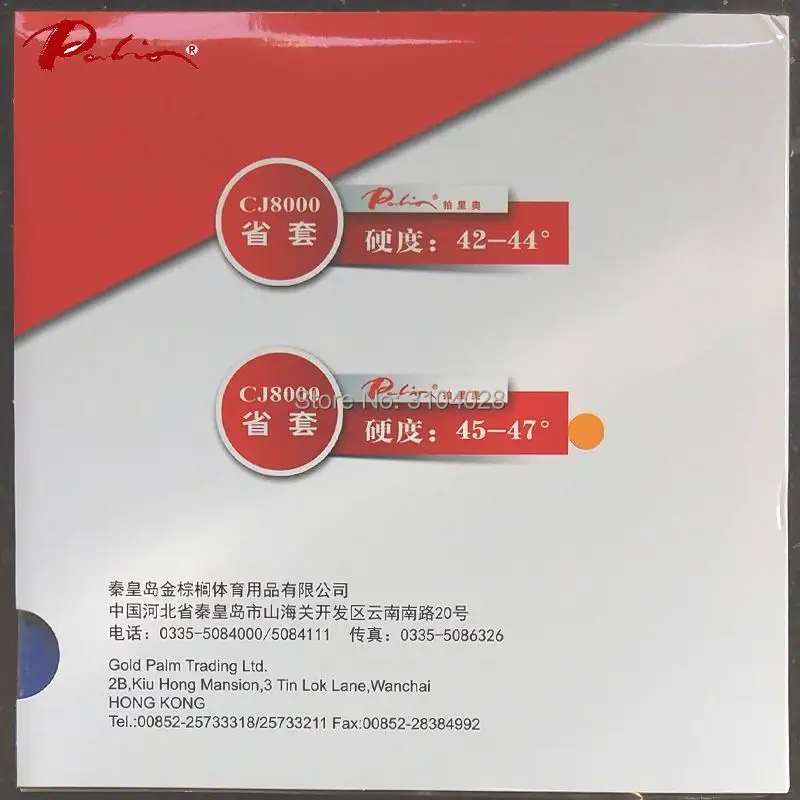 Palio®
CJ8000
省套
Palio® 拍里奥
硬度：42—44°
CJ8000
省套
Palio® 拍里奥
硬度：45—47°
Store No: 3104028
秦皇岛金棕榈体育用品有限公司
中国河北省秦皇岛市山海关开发区云南南路20号
电话：0335-5084000/5084111 传真：0335-5086326
Gold Palm Trading Ltd.
2B,Kiu Hong Mansion,3 Tin Lok Lane,Wanchai
HONG KONG
Tel.:00852-25733318/25733211 Fax:00852-28384992